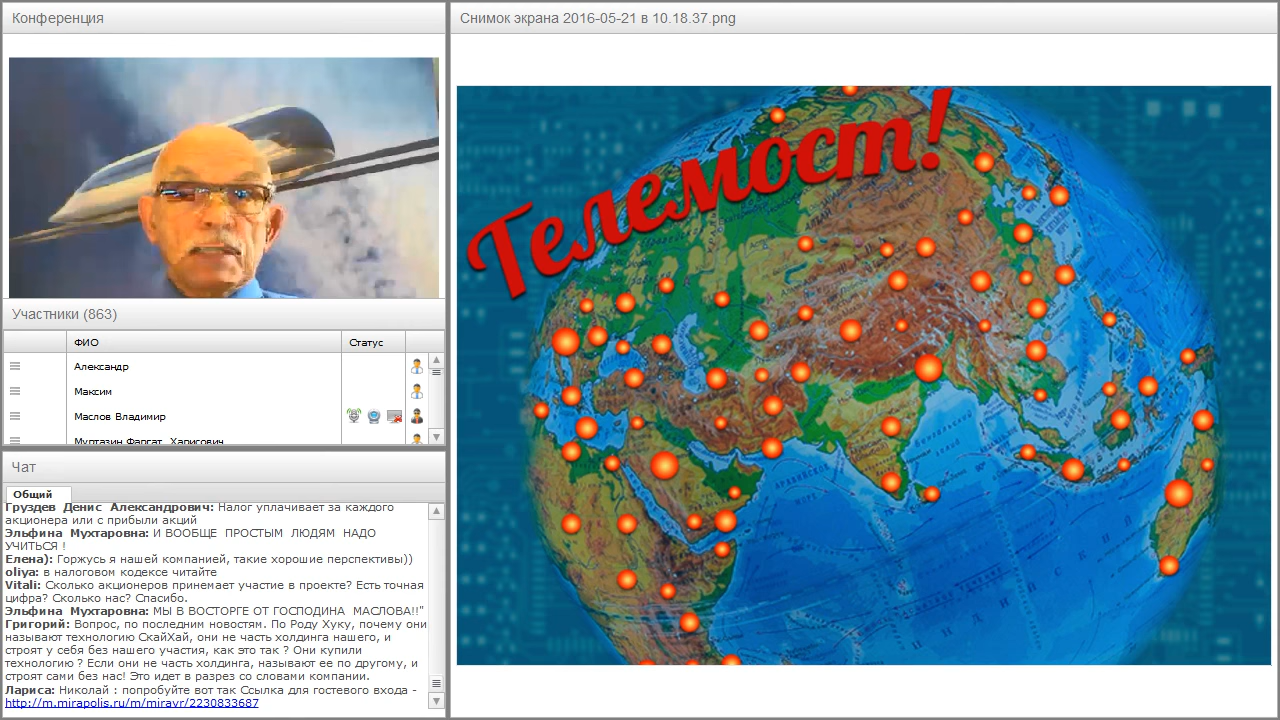 Конференция
Снимок экрана 2016-05-21 в 10.18.37.png
Телемост!
Участники (863)
ФИО
Статус
Александр
Максим
Маслов Владимир
Муртазин Фаргат Харисович
Чат
Общий
Груздев Денис Александрович: Налог уплачивает за каждого
акционера или с прибыли акций
Эльфина Мухтаровна: И ВООБЩЕ ПРОСТЫМ ЛЮДЯМ НАДО
УЧИТЬСЯ !
Елена): Горжусь я нашей компанией, такие хорошие перспективы))
oliya: в налоговом кодексе читайте
Vitali: Сколько акционеров принемает участие в проекте? Есть точная
цифра? Сколько нас? Спасибо.
Эльфина Мухтаровна: МЫ В ВОСТОРГЕ ОТ ГОСПОДИНА МАСЛОВА!!"
Григорий: Вопрос, по последним новостям. По Роду Хуку, почему они
называют технологию СкайХай, они не часть холдинга нашего, и
строят у себя без нашего участия, как это так ? Они купили
технологию ? Если они не часть холдинга, называют ее по другому, и
строят сами без нас! Это идет в разрез со словами компании.
Лариса: Николай : попробуйте вот так Ссылка для гостевого входа -
http://m.mirapolis.ru/m/miravr/2230833687
АРАВИЙСКОЕ
МОРЕ